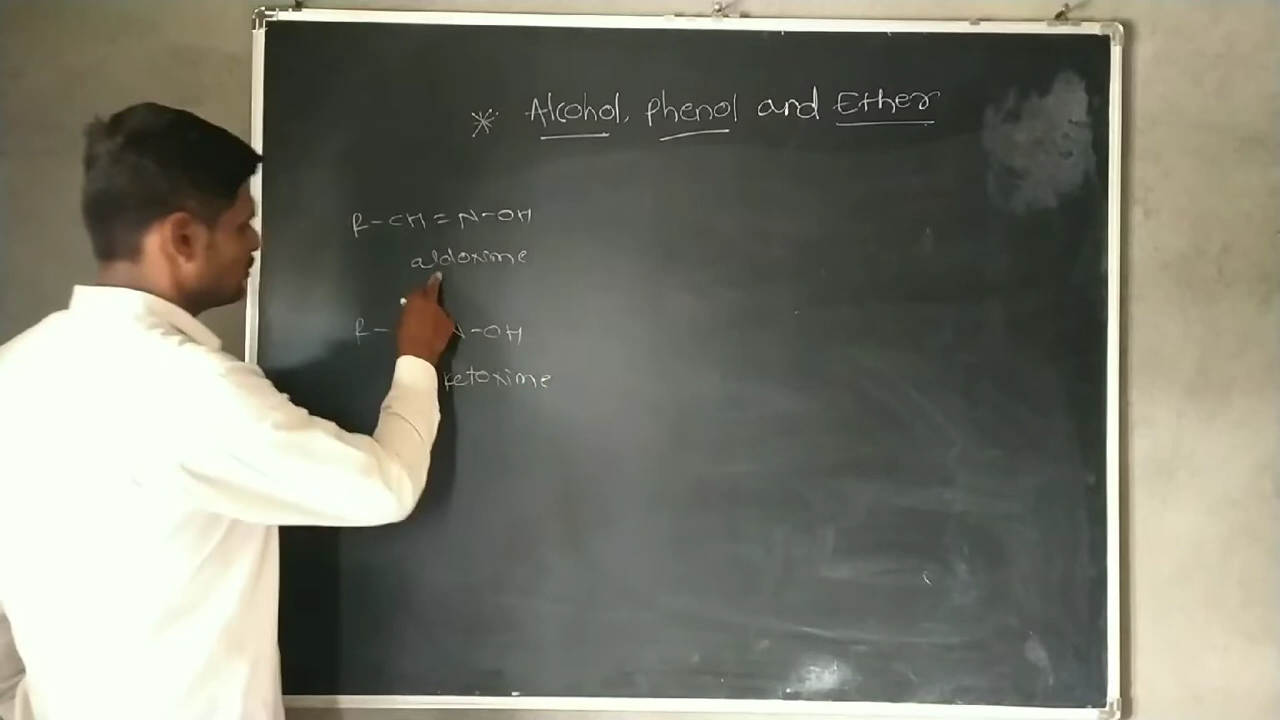 * Alcohol, phenol and Ether
R-CH=N-OH
aldoxime
R- N-OH
ketoxime